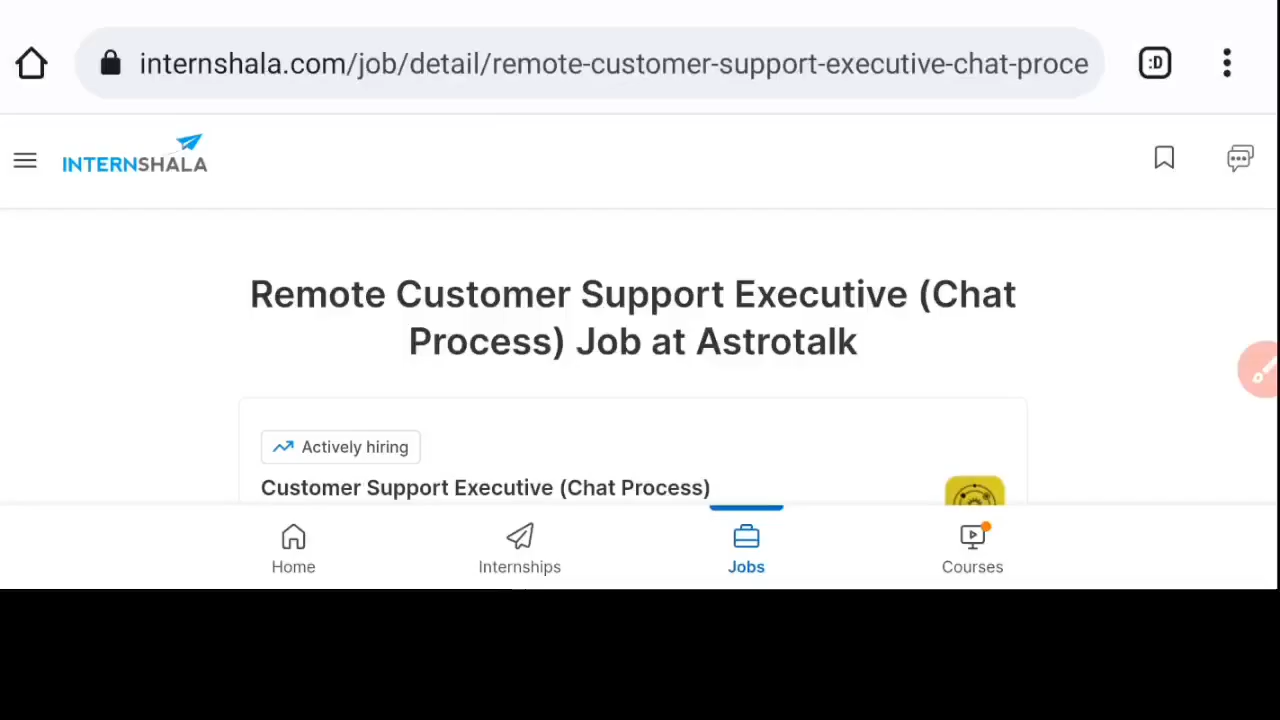 internshala.com/job/detail/remote-customer-support-executive-chat-proce
:D
INTERNSHALA
Remote Customer Support Executive (Chat
Process) Job at Astrotalk
Actively hiring
Customer Support Executive (Chat Process)
Home
Internships
Jobs
Courses